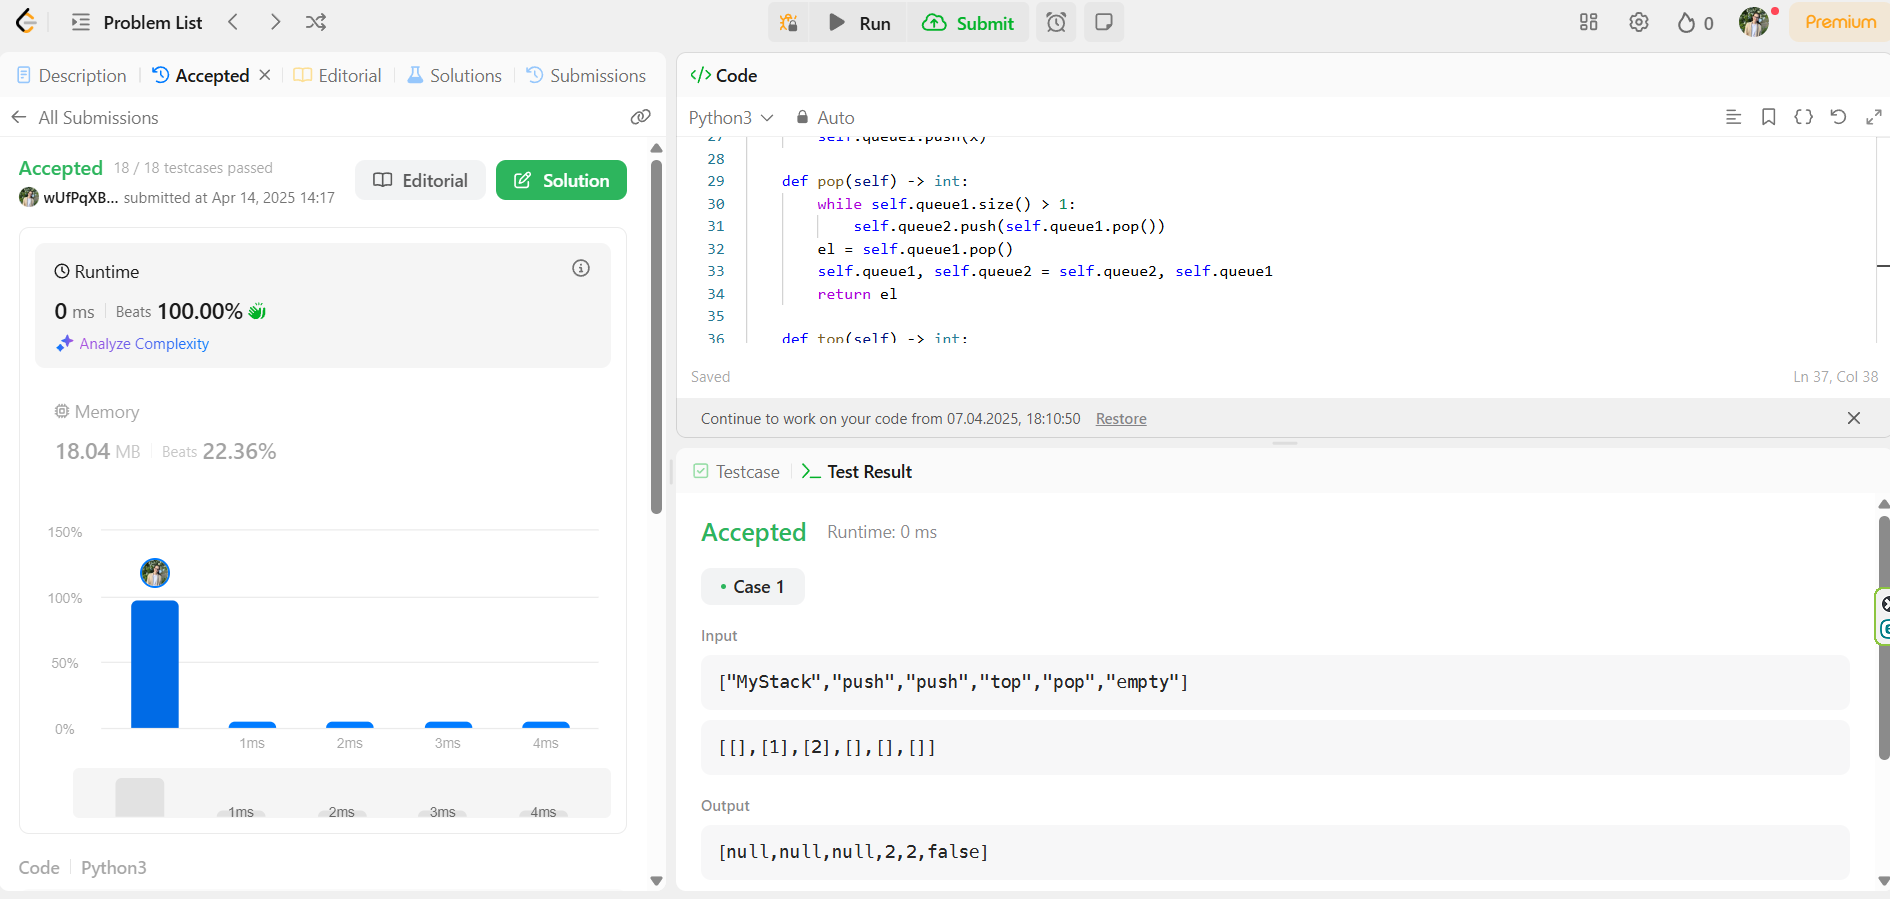 Problem List
Run
Submit
0
Premium
Description
Accepted
Editorial
Solutions
Submissions
All Submissions
Accepted 18 / 18 testcases passed
wUfPqXB... submitted at Apr 14, 2025 14:17
Editorial
Solution
Runtime
0 ms Beats 100.00%
Analyze Complexity
Memory
18.04 MB Beats 22.36%
150%
100%
50%
0%
1ms 2ms 3ms 4ms
1ms 2ms 3ms 4ms
Code Python3
</> Code
Python3 Auto
27 self.queue1.push(x)
28
29 def pop(self) -> int:
30 while self.queue1.size() > 1:
31 self.queue2.push(self.queue1.pop())
32 el = self.queue1.pop()
33 self.queue1, self.queue2 = self.queue2, self.queue1
34 return el
35
36 def top(self) -> int:
Saved Ln 37, Col 38
Continue to work on your code from 07.04.2025, 18:10:50 Restore
Testcase
Test Result
Accepted Runtime: 0 ms
• Case 1
Input
["MyStack","push","push","top","pop","empty"]
[[],[1],[2],[],[],[]]
Output
[null,null,null,2,2,false]